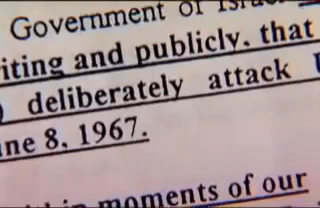 Government of Israel
iting and publicly. that
deliberately attack
ne 8. 1967.
moments of our